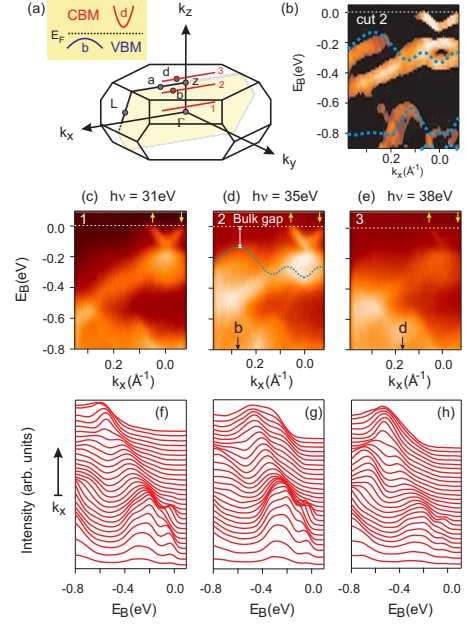 (a)
CBM d
E_F
b VBM
k_z
d
3
a
z
2
b
L
1
Γ
k_x
k_y
(b)
cut 2
0.0
-0.2
-0.4
-0.6
-0.8
E_B(eV)
0.2 0.0
k_x(Å⁻¹)
(c) hν = 31eV
(d) hν = 35eV
(e) hν = 38eV
1
2 Bulk gap
3
0.0
-0.2
-0.4
-0.6
-0.8
E_B(eV)
b
d
0.2 0.0
k_x(Å⁻¹)
0.2 0.0
k_x(Å⁻¹)
0.2 0.0
k_x(Å⁻¹)
(f)
(g)
(h)
Intensity (arb. units)
k_x
-0.8 -0.4 0.0
E_B(eV)
-0.8 -0.4 0.0
E_B(eV)
-0.8 -0.4 0.0
E_B(eV)